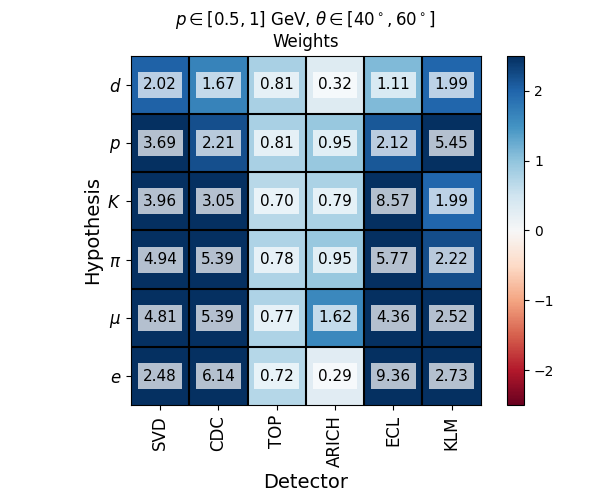 p ∈ [0.5, 1] GeV, θ ∈ [40°, 60°]
Weights
d 2.02 1.67 0.81 0.32 1.11 1.99
p 3.69 2.21 0.81 0.95 2.12 5.45
K 3.96 3.05 0.70 0.79 8.57 1.99
π 4.94 5.39 0.78 0.95 5.77 2.22
μ 4.81 5.39 0.77 1.62 4.36 2.52
e 2.48 6.14 0.72 0.29 9.36 2.73
SVD CDC TOP ARICH ECL KLM
Hypothesis
Detector
2
1
0
−1
−2